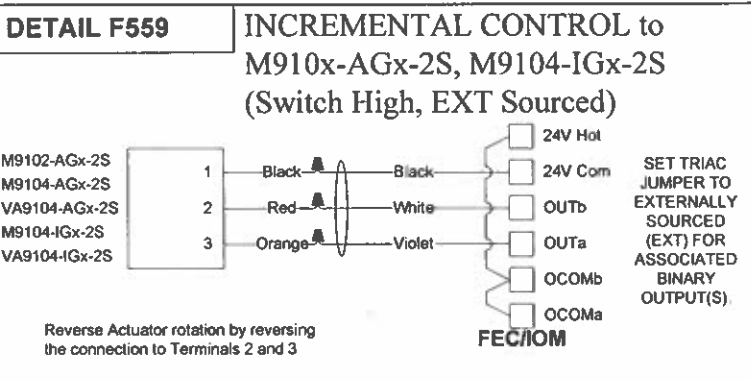 DETAIL F559
INCREMENTAL CONTROL to
M910x-AGx-2S, M9104-IGx-2S
(Switch High, EXT Sourced)
M9102-AGx-2S
M9104-AGx-2S
VA9104-AGx-2S
M9104-IGx-2S
VA9104-IGx-2S
1
2
3
Black
Red
Orange
Black
White
Violet
24V Hot
24V Com
OUTb
OUTa
OCOMb
OCOMa
FEC/IOM
SET TRIAC
JUMPER TO
EXTERNALLY
SOURCED
(EXT) FOR
ASSOCIATED
BINARY
OUTPUT(S).
Reverse Actuator rotation by reversing
the connection to Terminals 2 and 3